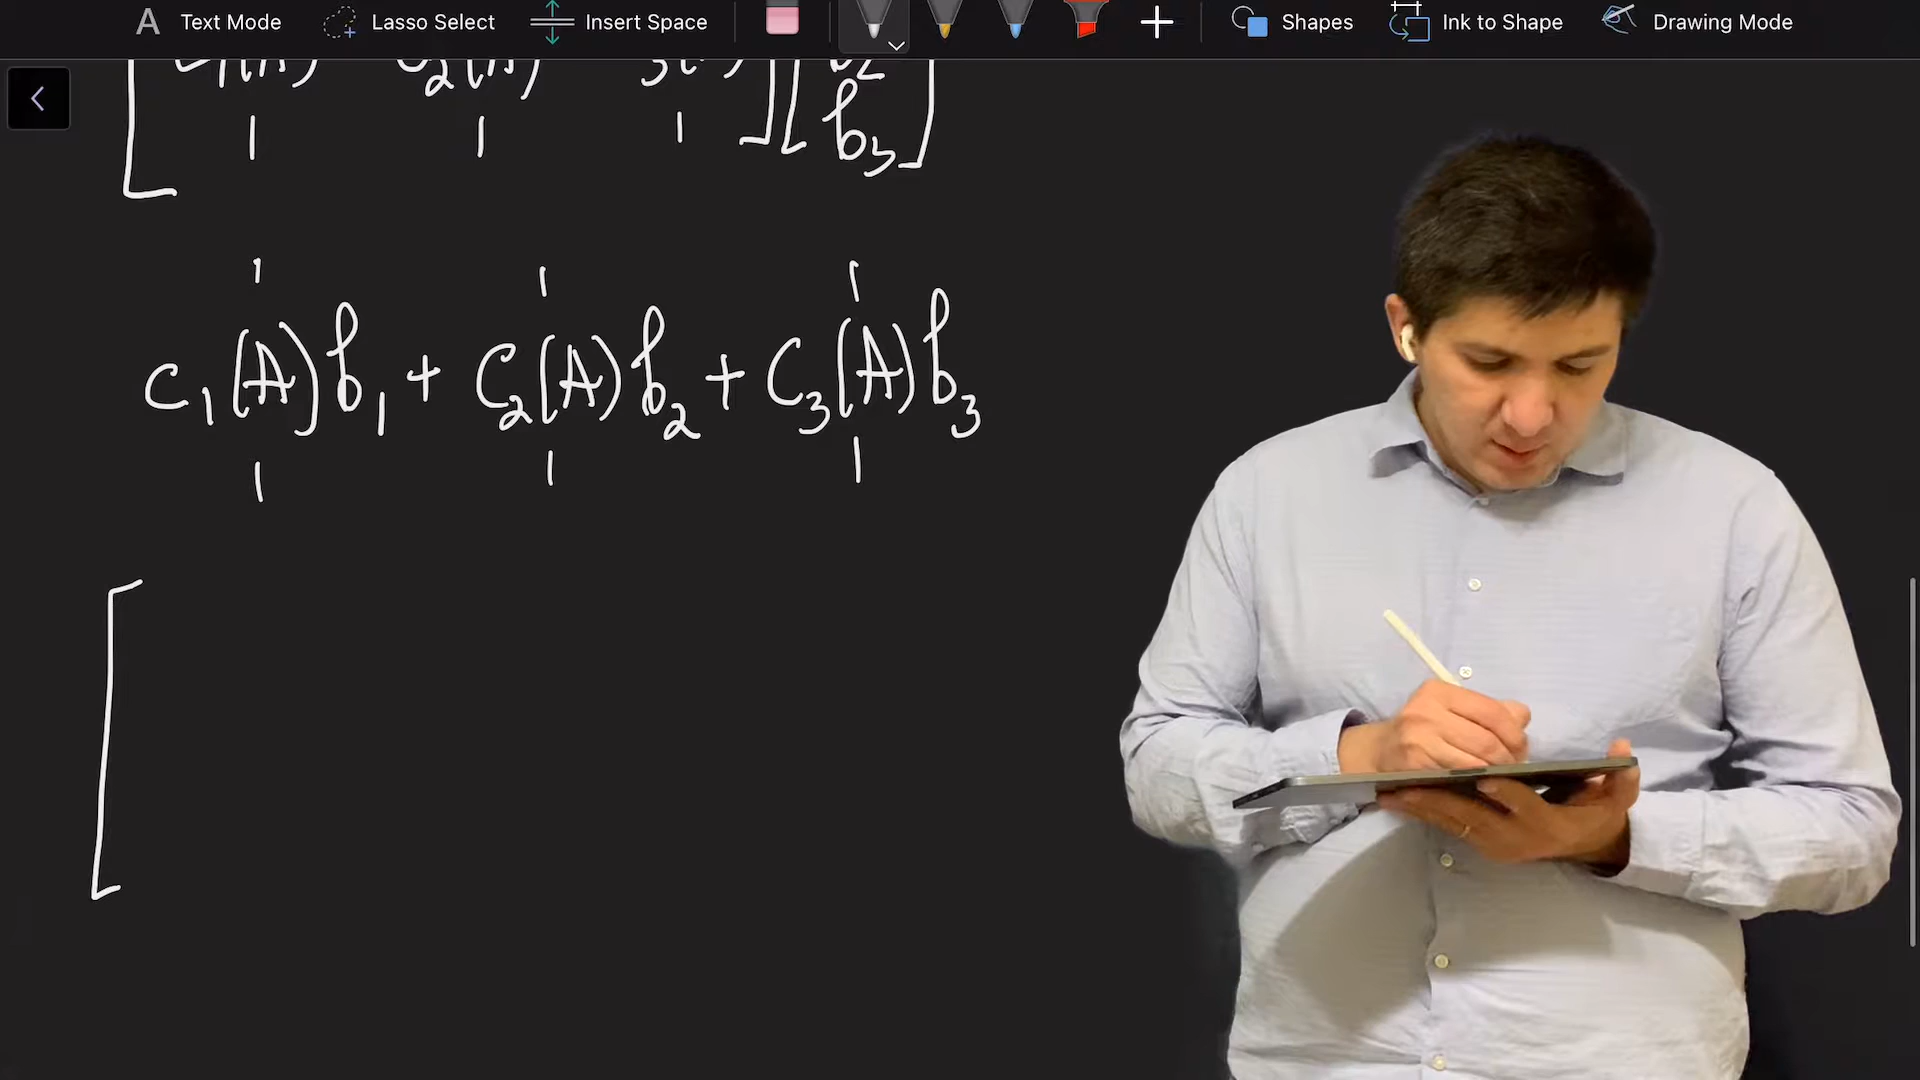 Text Mode Lasso Select Insert Space Shapes Ink to Shape Drawing Mode
b₃
c₁(A)b₁ + C₂(A)b₂ + C₃(A)b₃